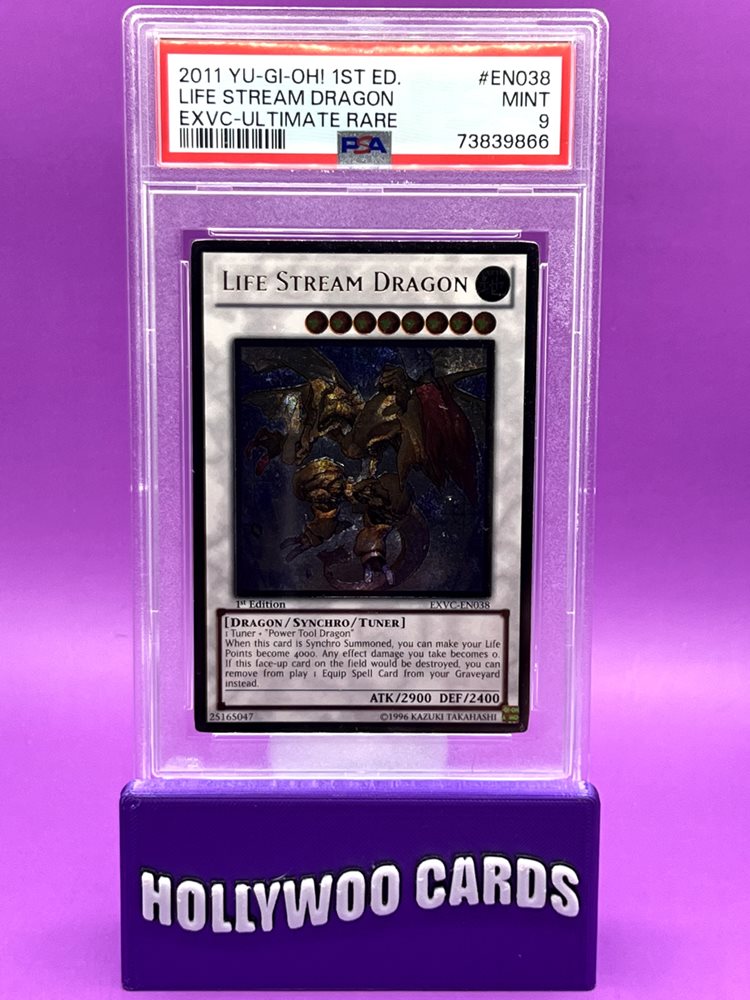 2011 YU-GI-OH! 1ST ED. #EN038
LIFE STREAM DRAGON MINT
EXVC-ULTIMATE RARE 9
PSA 73839866
LIFE STREAM DRAGON
1st Edition EXVC-EN038
[DRAGON/SYNCHRO/TUNER]
1 Tuner + "Power Tool Dragon"
When this card is Synchro Summoned, you can make your Life
Points become 4000. Any effect damage you take becomes 0.
If this face-up card on the field would be destroyed, you can
remove from play 1 Equip Spell Card from your Graveyard
instead.
ATK/2900 DEF/2400
25165047 ©1996 KAZUKI TAKAHASHI
HOLLYWOO CARDS